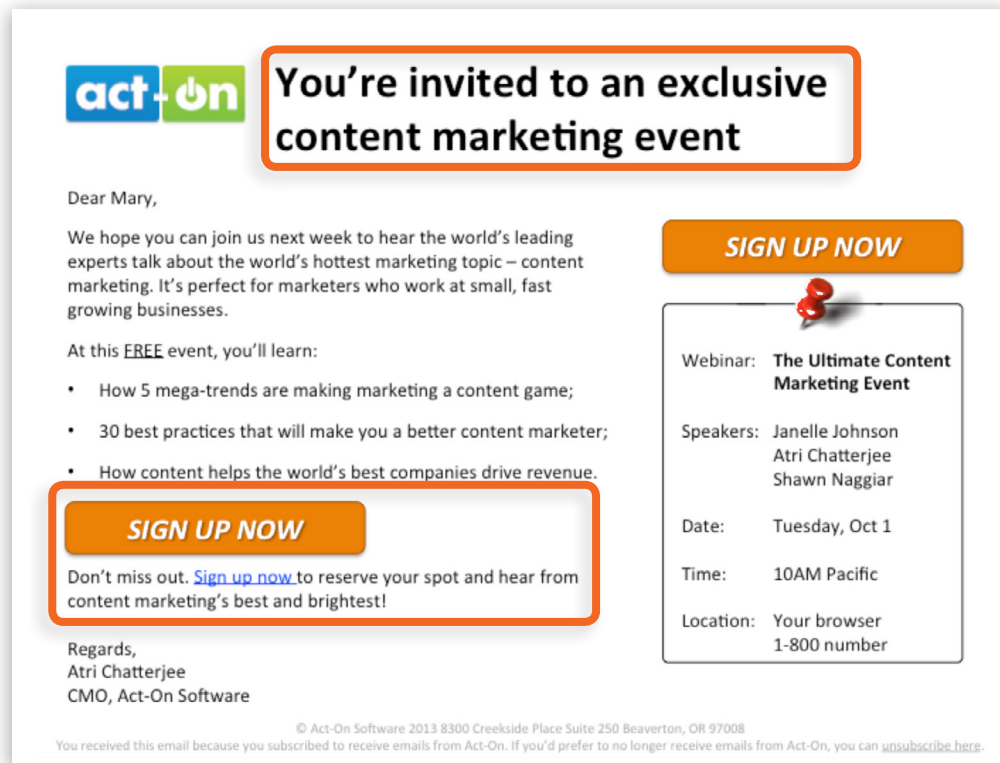 act-on
You're invited to an exclusive
content marketing event
Dear Mary,
We hope you can join us next week to hear the world's leading
experts talk about the world's hottest marketing topic – content
marketing. It's perfect for marketers who work at small, fast
growing businesses.
At this FREE event, you'll learn:
• How 5 mega-trends are making marketing a content game;
• 30 best practices that will make you a better content marketer;
• How content helps the world's best companies drive revenue.
SIGN UP NOW
Don't miss out. Sign up now to reserve your spot and hear from
content marketing's best and brightest!
Regards,
Atri Chatterjee
CMO, Act-On Software
SIGN UP NOW
Webinar: The Ultimate Content
Marketing Event
Speakers: Janelle Johnson
Atri Chatterjee
Shawn Naggiar
Date: Tuesday, Oct 1
Time: 10AM Pacific
Location: Your browser
1-800 number
© Act-On Software 2013 8300 Creekside Place Suite 250 Beaverton, OR 97008
You received this email because you subscribed to receive emails from Act-On. If you'd prefer to no longer receive emails from Act-On, you can unsubscribe here.